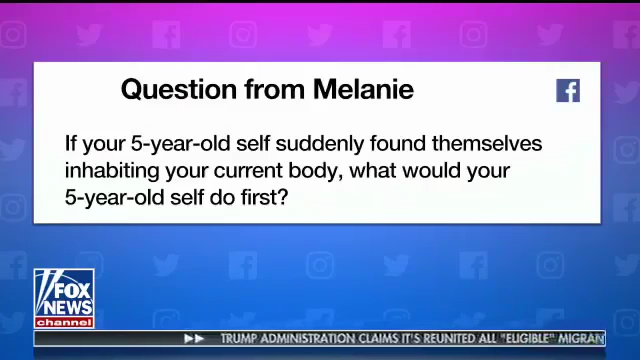 Question from Melanie
If your 5-year-old self suddenly found themselves
inhabiting your current body, what would your
5-year-old self do first?
FOX
NEWS
channel
TRUMP ADMINISTRATION CLAIMS IT'S REUNITED ALL "ELIGIBLE" MIGRAN